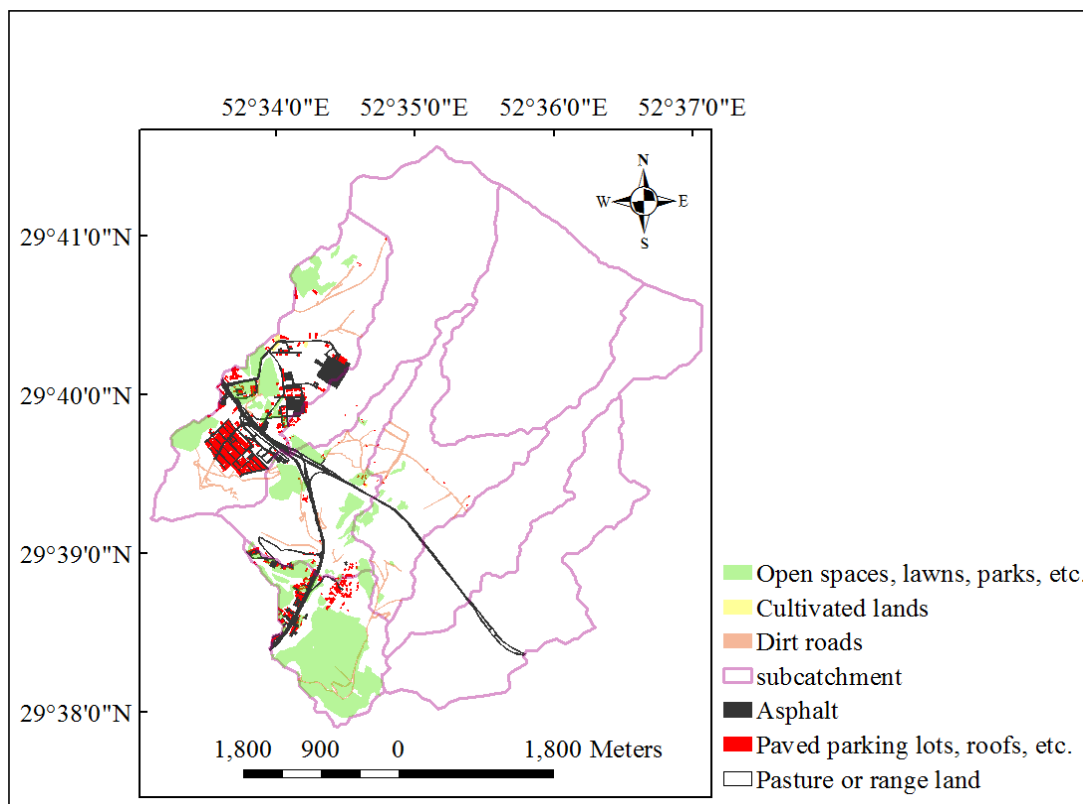 52°34'0"E 52°35'0"E 52°36'0"E 52°37'0"E
N
W E
S
29°41'0"N
29°40'0"N
29°39'0"N
29°38'0"N
1,800 900 0 1,800 Meters
Open spaces, lawns, parks, etc.
Cultivated lands
Dirt roads
subcatchment
Asphalt
Paved parking lots, roofs, etc.
Pasture or range land